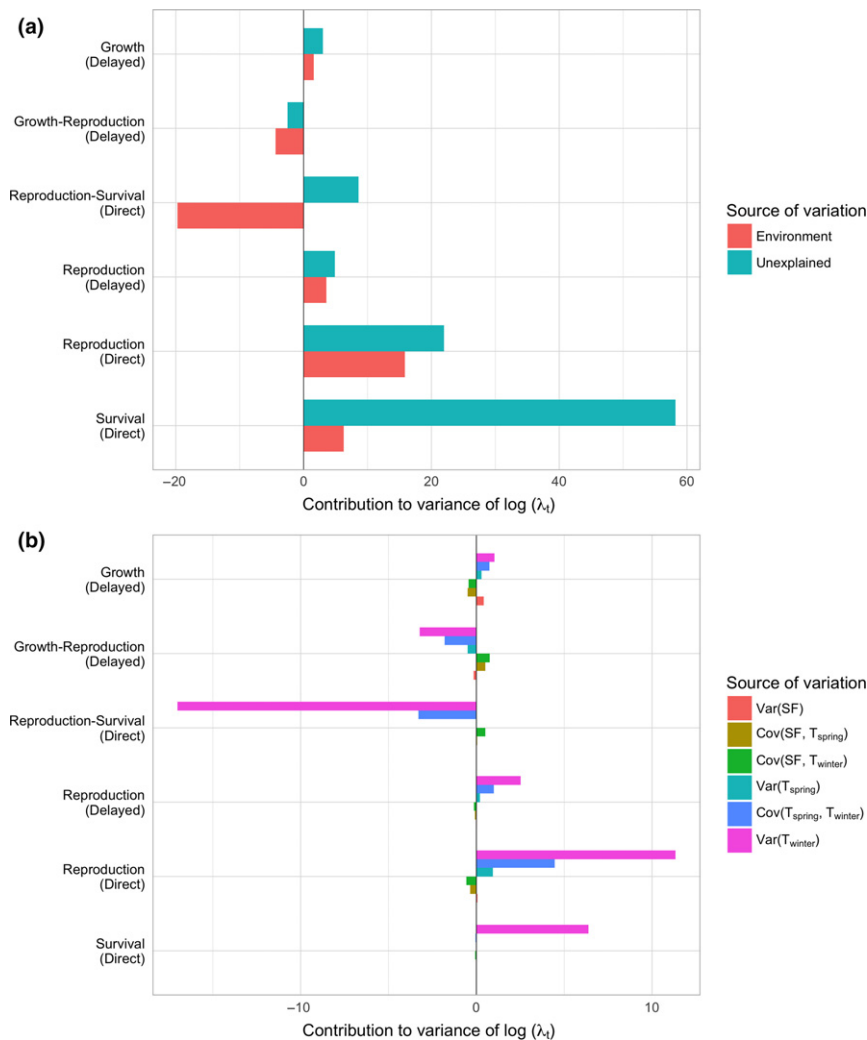 (a)
Growth
(Delayed)
Growth-Reproduction
(Delayed)
Reproduction-Survival
(Direct)
Reproduction
(Delayed)
Reproduction
(Direct)
Survival
(Direct)
–20 0 20 40 60
Contribution to variance of log (λt)
Source of variation
Environment
Unexplained
(b)
Growth
(Delayed)
Growth-Reproduction
(Delayed)
Reproduction-Survival
(Direct)
Reproduction
(Delayed)
Reproduction
(Direct)
Survival
(Direct)
–10 0 10
Contribution to variance of log (λt)
Source of variation
Var(SF)
Cov(SF, Tspring)
Cov(SF, Twinter)
Var(Tspring)
Cov(Tspring, Twinter)
Var(Twinter)